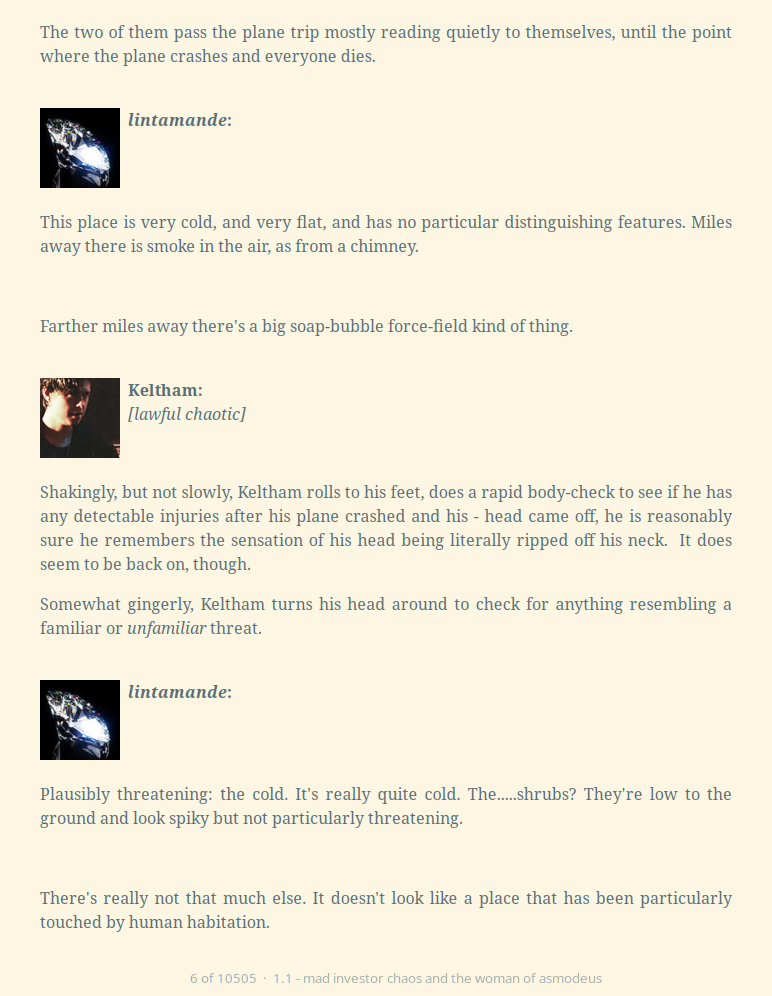 The two of them pass the plane trip mostly reading quietly to themselves, until the point
where the plane crashes and everyone dies.
lintamande:
This place is very cold, and very flat, and has no particular distinguishing features. Miles
away there is smoke in the air, as from a chimney.
Farther miles away there's a big soap-bubble force-field kind of thing.
Keltham:
[lawful chaotic]
Shakingly, but not slowly, Keltham rolls to his feet, does a rapid body-check to see if he has
any detectable injuries after his plane crashed and his - head came off, he is reasonably
sure he remembers the sensation of his head being literally ripped off his neck.  It does
seem to be back on, though.
Somewhat gingerly, Keltham turns his head around to check for anything resembling a
familiar or unfamiliar threat.
lintamande:
Plausibly threatening: the cold. It's really quite cold. The.....shrubs? They're low to the
ground and look spiky but not particularly threatening.
There's really not that much else. It doesn't look like a place that has been particularly
touched by human habitation.
6 of 10505 · 1.1 - mad investor chaos and the woman of asmodeus